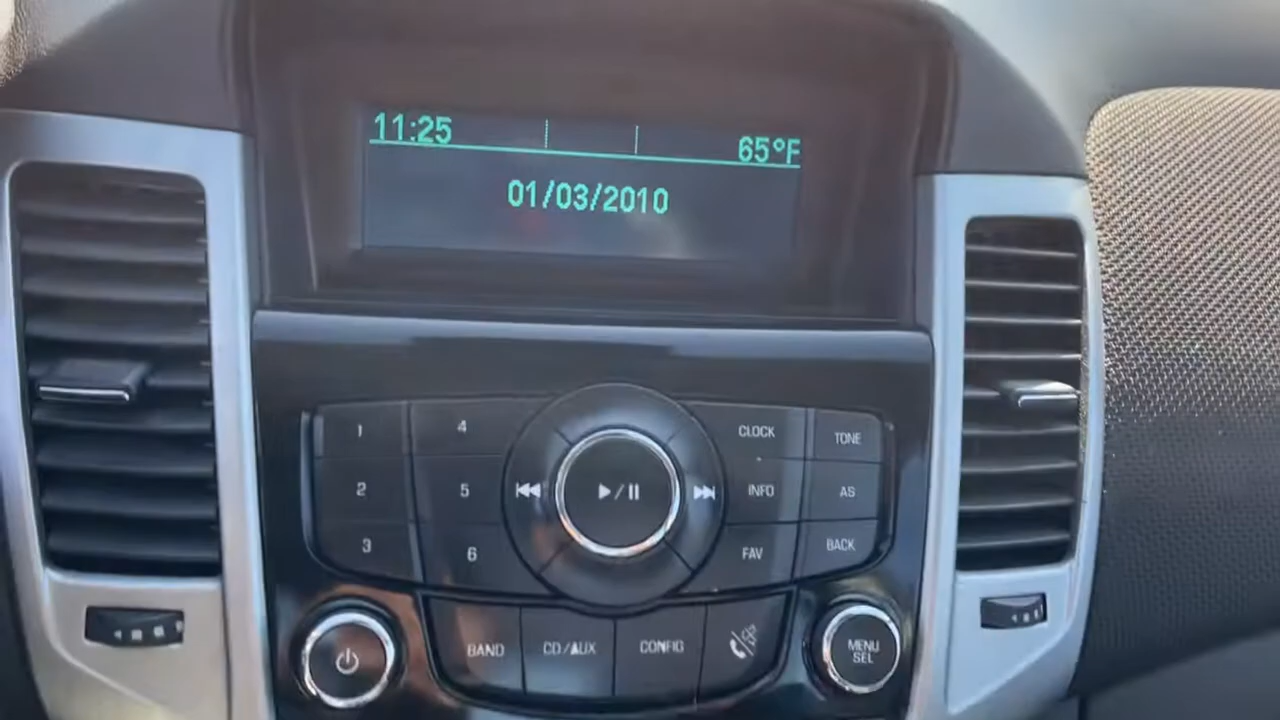 11:25
65°F
01/03/2010
1
4
CLOCK
TONE
2
5
INFO
AS
3
6
FAV
BACK
BAND
CD/AUX
CONFIG
MENU
SEL